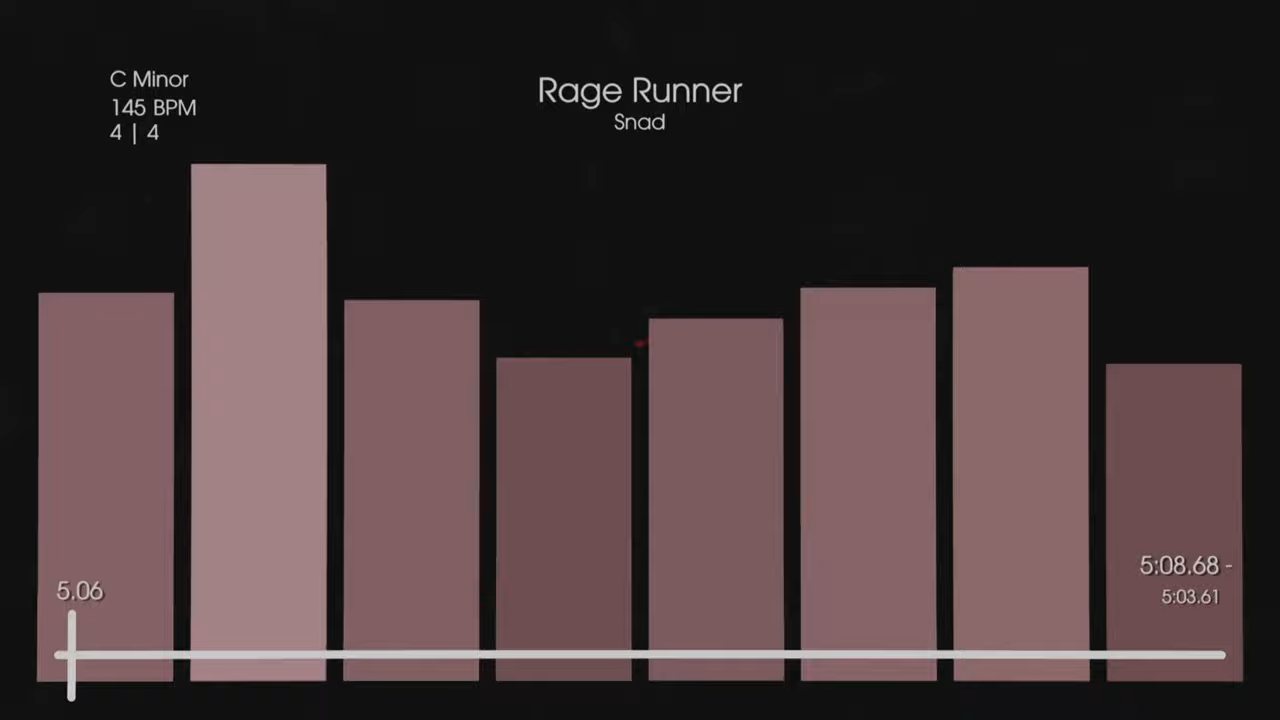 C Minor
145 BPM
4 | 4
Rage Runner
Snad
5.06
5:08.68 -
5:03.61